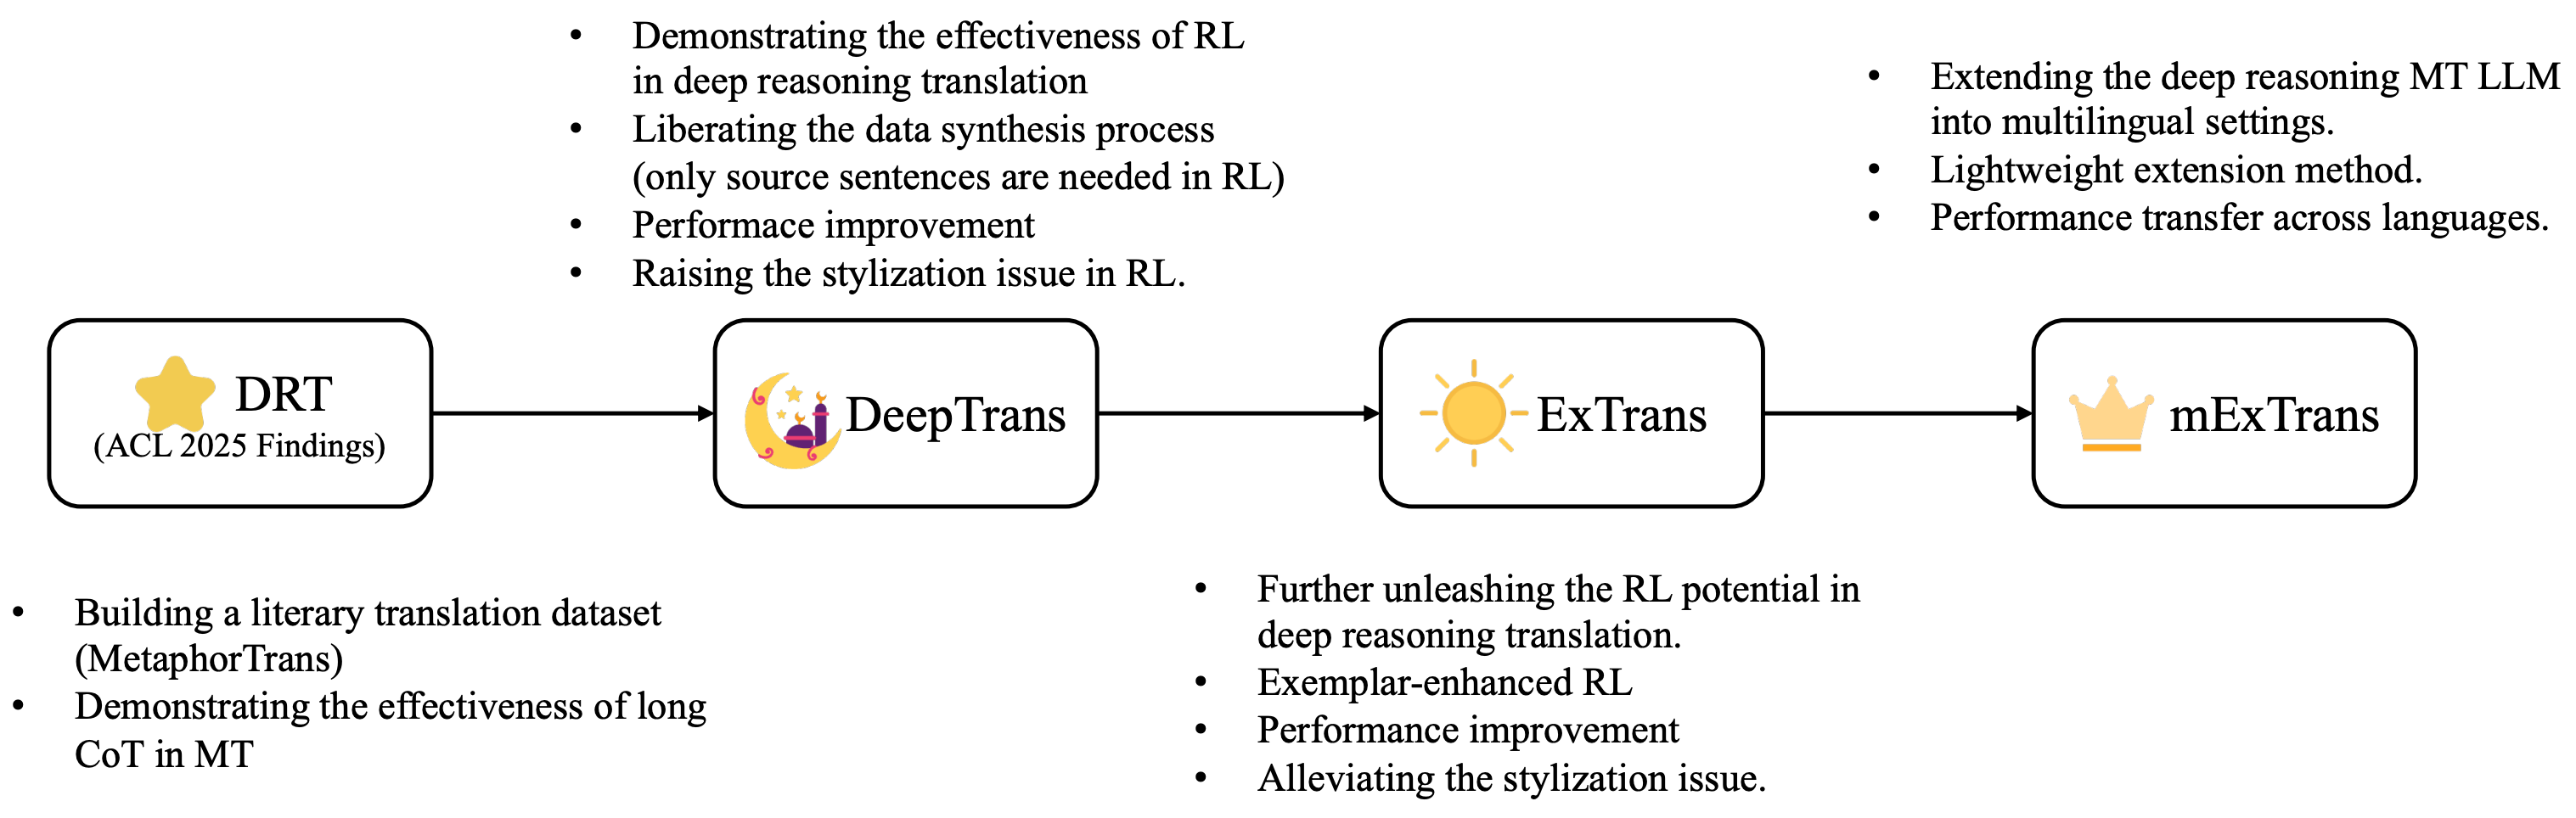 • Demonstrating the effectiveness of RL
in deep reasoning translation
• Liberating the data synthesis process
(only source sentences are needed in RL)
• Performace improvement
• Raising the stylization issue in RL.
• Extending the deep reasoning MT LLM
into multilingual settings.
• Lightweight extension method.
• Performance transfer across languages.
DRT
(ACL 2025 Findings)
DeepTrans
ExTrans
mExTrans
• Building a literary translation dataset
(MetaphorTrans)
• Demonstrating the effectiveness of long
CoT in MT
• Further unleashing the RL potential in
deep reasoning translation.
• Exemplar-enhanced RL
• Performance improvement
• Alleviating the stylization issue.